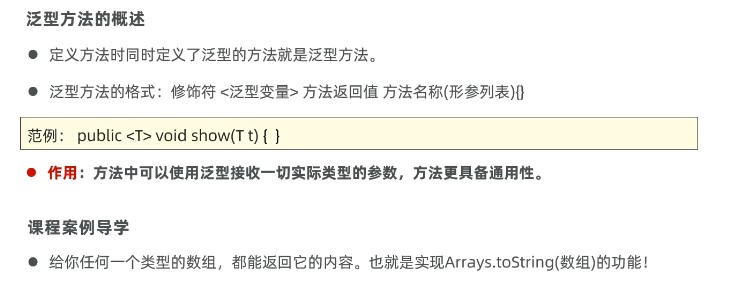 泛型方法的概述
● 定义方法时同时定义了泛型的方法就是泛型方法。
● 泛型方法的格式：修饰符 <泛型变量> 方法返回值 方法名称(形参列表){}
范例： public <T> void show(T t) { }
● 作用：方法中可以使用泛型接收一切实际类型的参数，方法更具备通用性。
课程案例导学
● 给你任何一个类型的数组，都能返回它的内容。也就是实现Arrays.toString(数组)的功能！